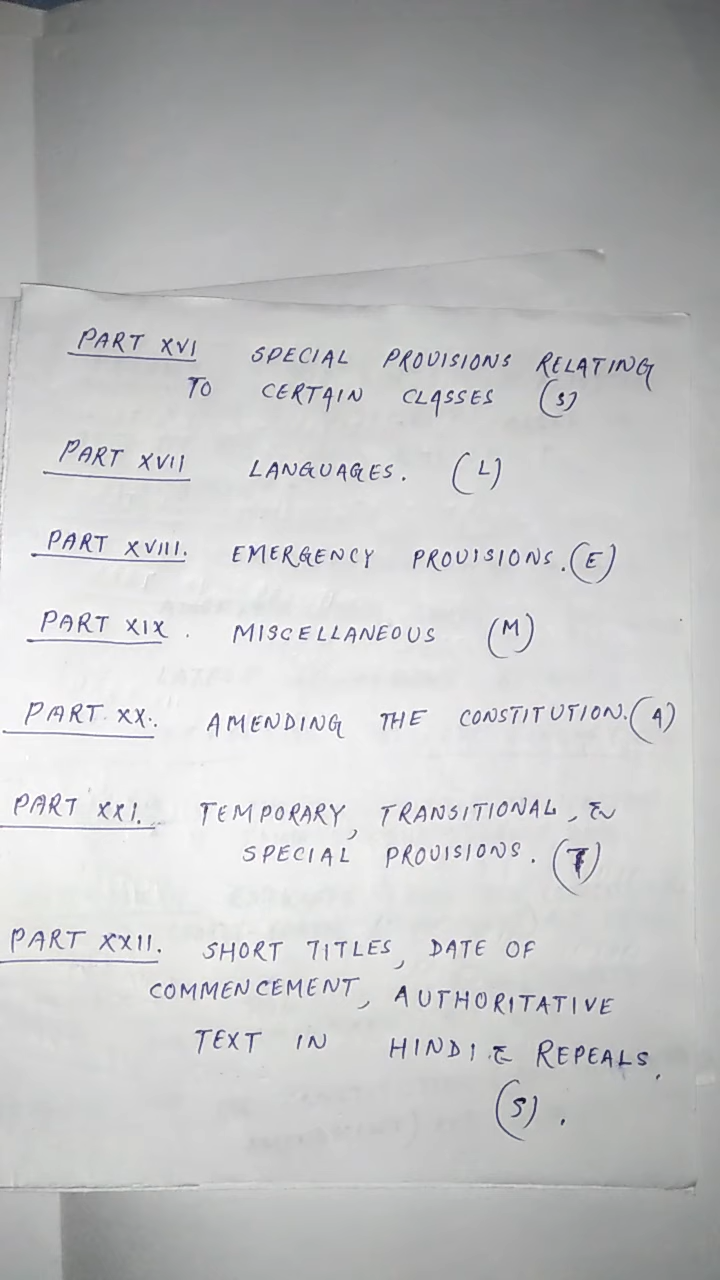 PART XVI SPECIAL PROVISIONS RELATING
TO CERTAIN CLASSES (S)
PART XVII LANGUAGES. (L)
PART XVIII. EMERGENCY PROVISIONS. (E)
PART XIX. MISCELLANEOUS (M)
PART XX. AMENDING THE CONSTITUTION. (A)
PART XXI. TEMPORARY, TRANSITIONAL, &
SPECIAL PROVISIONS. (T)
PART XXII. SHORT TITLES, DATE OF
COMMENCEMENT, AUTHORITATIVE
TEXT IN HINDI & REPEALS.
(S).